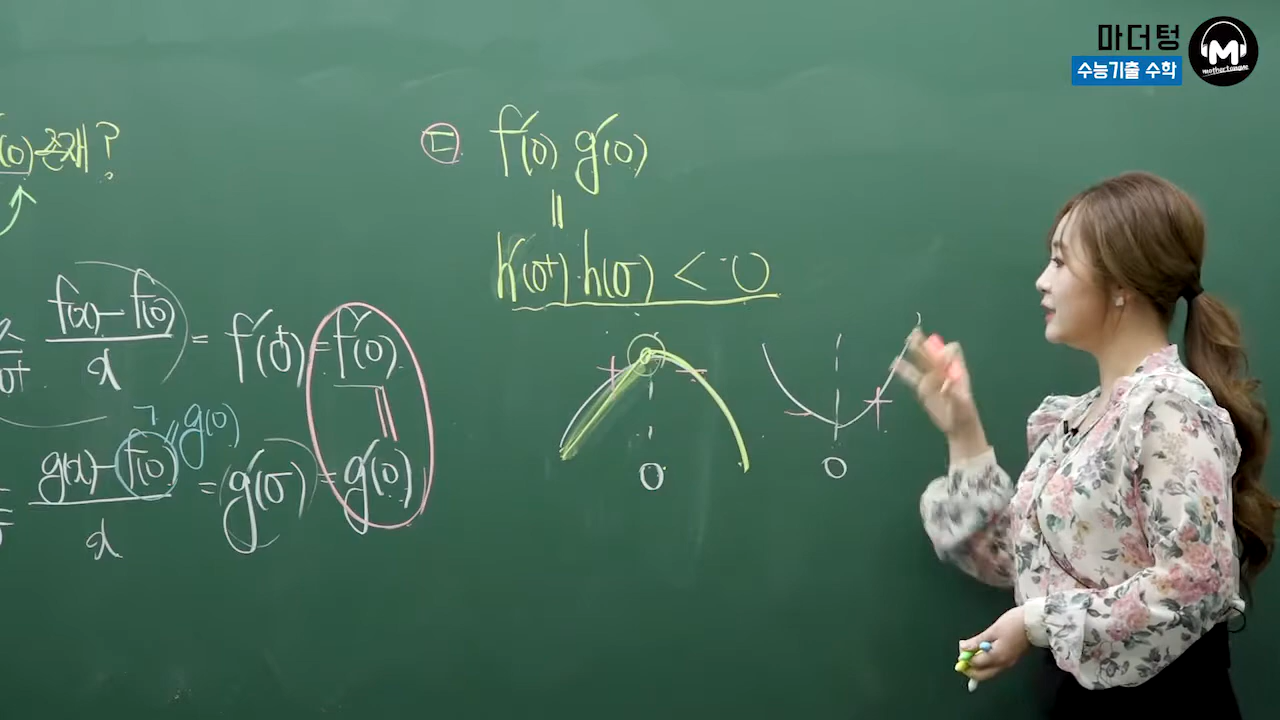 마더텅
수능기출 수학
M
mothertongue
(0)존재?
ㄷ f'(0) g'(0)
=
h'(0+) h'(0-) < 0
f(x)-f(0)
x
= f'(0+) = f'(0)
0+
=
g(x)-f(0) = g(0)
x
= g'(0-) = g'(0)
+ -
0
- +
0